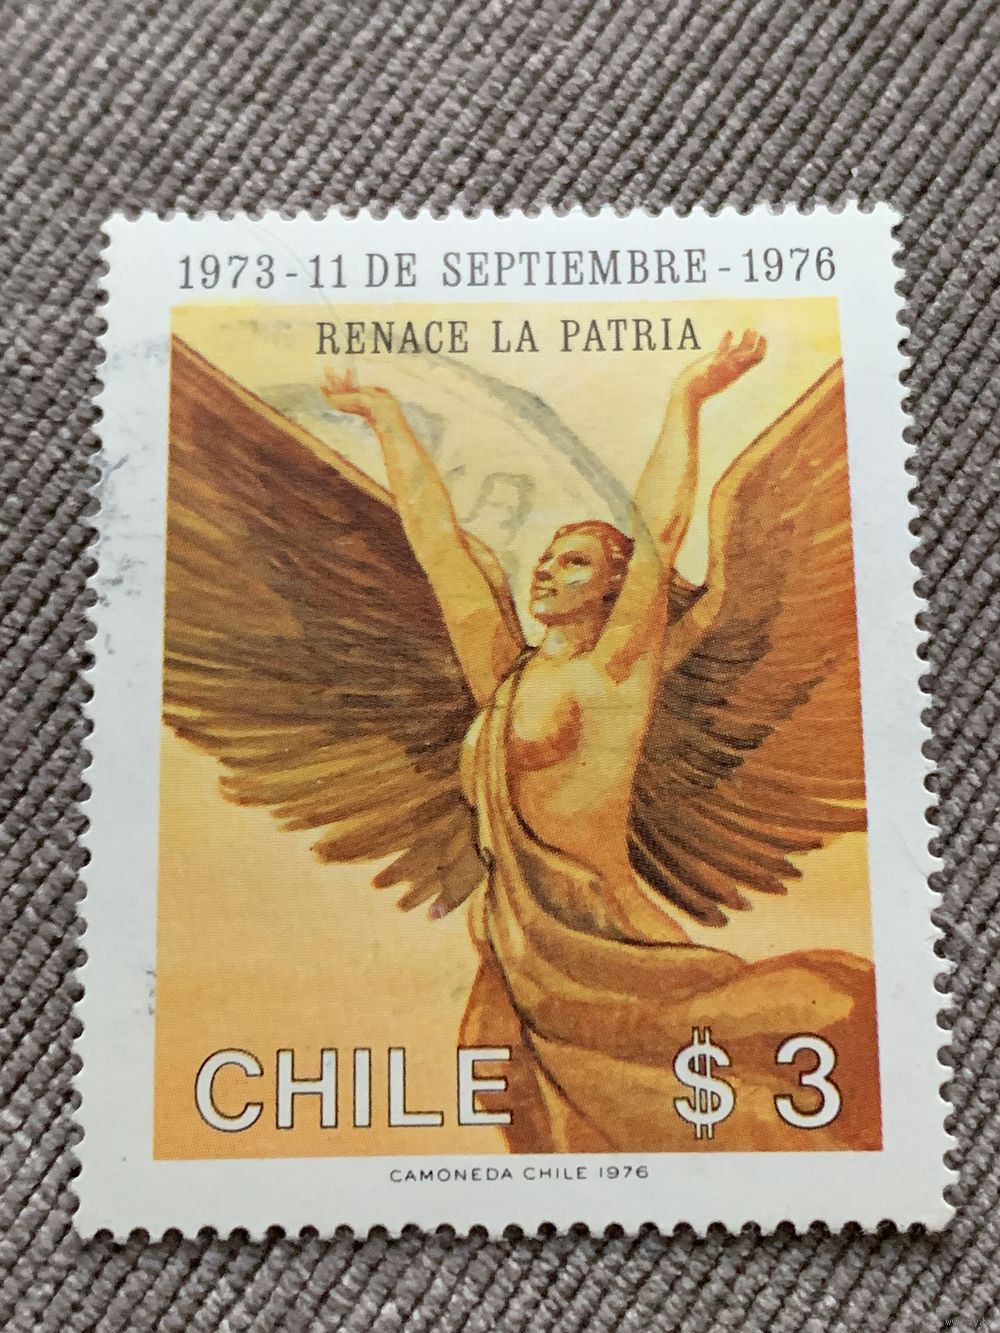 1973 - 11 DE SEPTIEMBRE - 1976
RENACE LA PATRIA
CHILE $ 3
CAMONEDA CHILE 1976